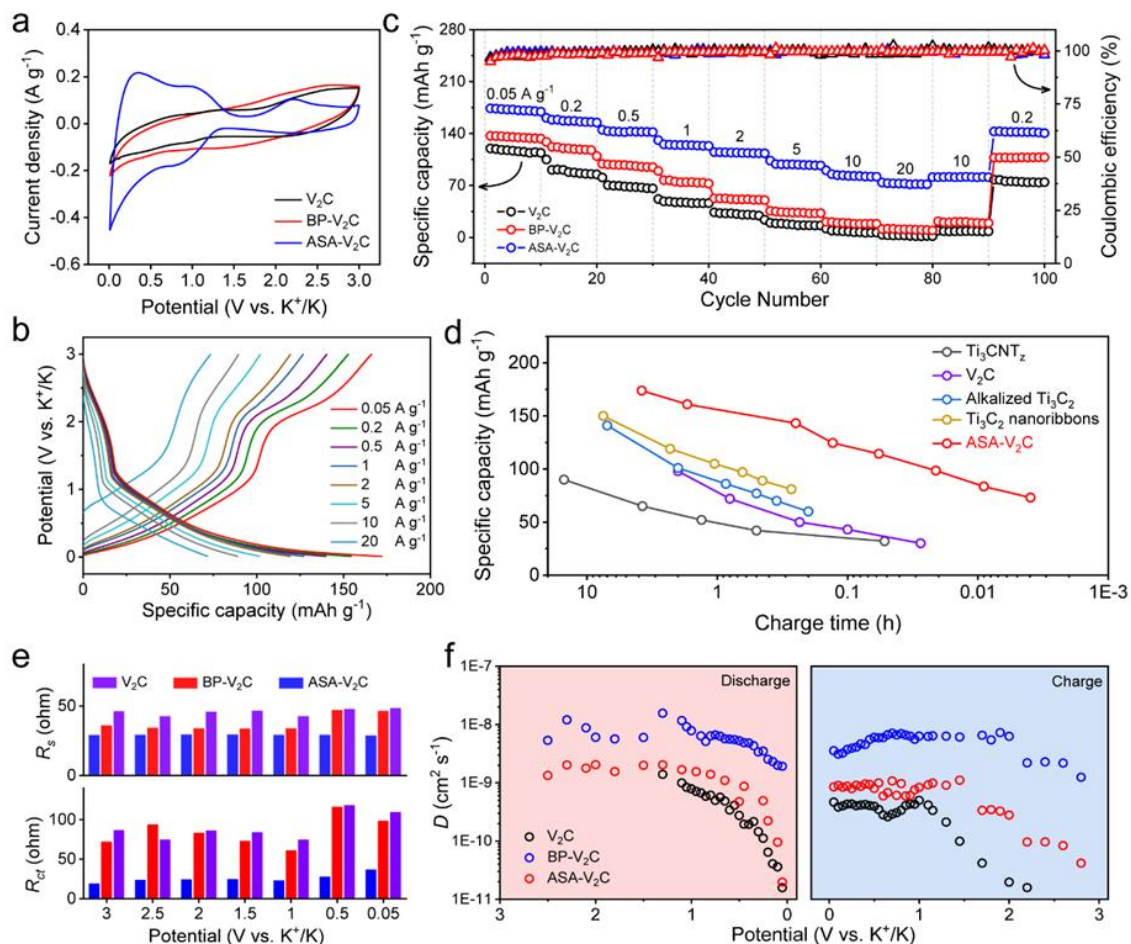 a
Current density (A g⁻¹)
0.4
0.2
0.0
-0.2
-0.4
-0.6
0.0 0.5 1.0 1.5 2.0 2.5 3.0
Potential (V vs. K⁺/K)
V₂C
BP-V₂C
ASA-V₂C
c
Specific capacity (mAh g⁻¹)
280
210
140
70
0
0.05 A g⁻¹
0.2
0.5
1
2
5
10
20
10
0.2
V₂C
BP-V₂C
ASA-V₂C
0 20 40 60 80 100
Cycle Number
100
75
50
25
0
Coulombic efficiency (%)
b
Potential (V vs. K⁺/K)
3
2
1
0
0.05 A g⁻¹
0.2 A g⁻¹
0.5 A g⁻¹
1 A g⁻¹
2 A g⁻¹
5 A g⁻¹
10 A g⁻¹
20 A g⁻¹
0 50 100 150 200
Specific capacity (mAh g⁻¹)
d
Specific capacity (mAh g⁻¹)
200
150
100
50
0
Ti₃CNT𝓏
V₂C
Alkalized Ti₃C₂
Ti₃C₂ nanoribbons
ASA-V₂C
10 1 0.1 0.01 1E-3
Charge time (h)
e
V₂C BP-V₂C ASA-V₂C
Rₛ (ohm)
50
0
R_ct (ohm)
100
50
0
3 2.5 2 1.5 1 0.5 0.05
Potential (V vs. K⁺/K)
f
D (cm² s⁻¹)
1E-7
1E-8
1E-9
1E-10
1E-11
Discharge
V₂C
BP-V₂C
ASA-V₂C
3 2 1 0
Charge
0 1 2 3
Potential (V vs. K⁺/K)